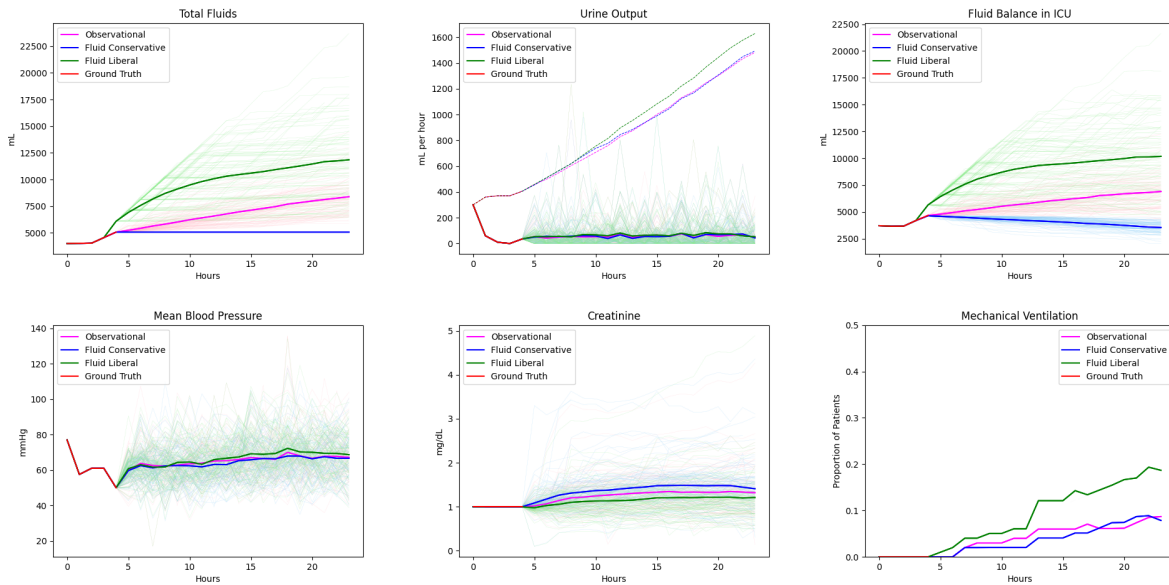 Total Fluids
Observational
Fluid Conservative
Fluid Liberal
Ground Truth
22500
20000
17500
15000
12500
10000
7500
5000
mL
0 5 10 15 20
Hours
Urine Output
Observational
Fluid Conservative
Fluid Liberal
Ground Truth
1600
1400
1200
1000
800
600
400
200
0
mL per hour
0 5 10 15 20
Hours
Fluid Balance in ICU
Observational
Fluid Conservative
Fluid Liberal
Ground Truth
22500
20000
17500
15000
12500
10000
7500
5000
2500
mL
0 5 10 15 20
Hours
Mean Blood Pressure
Observational
Fluid Conservative
Fluid Liberal
Ground Truth
140
120
100
80
60
40
20
mmHg
0 5 10 15 20
Hours
Creatinine
Observational
Fluid Conservative
Fluid Liberal
Ground Truth
5
4
3
2
1
0
mg/dL
0 5 10 15 20
Hours
Mechanical Ventilation
Observational
Fluid Conservative
Fluid Liberal
Ground Truth
0.5
0.4
0.3
0.2
0.1
0.0
Proportion of Patients
0 5 10 15 20
Hours